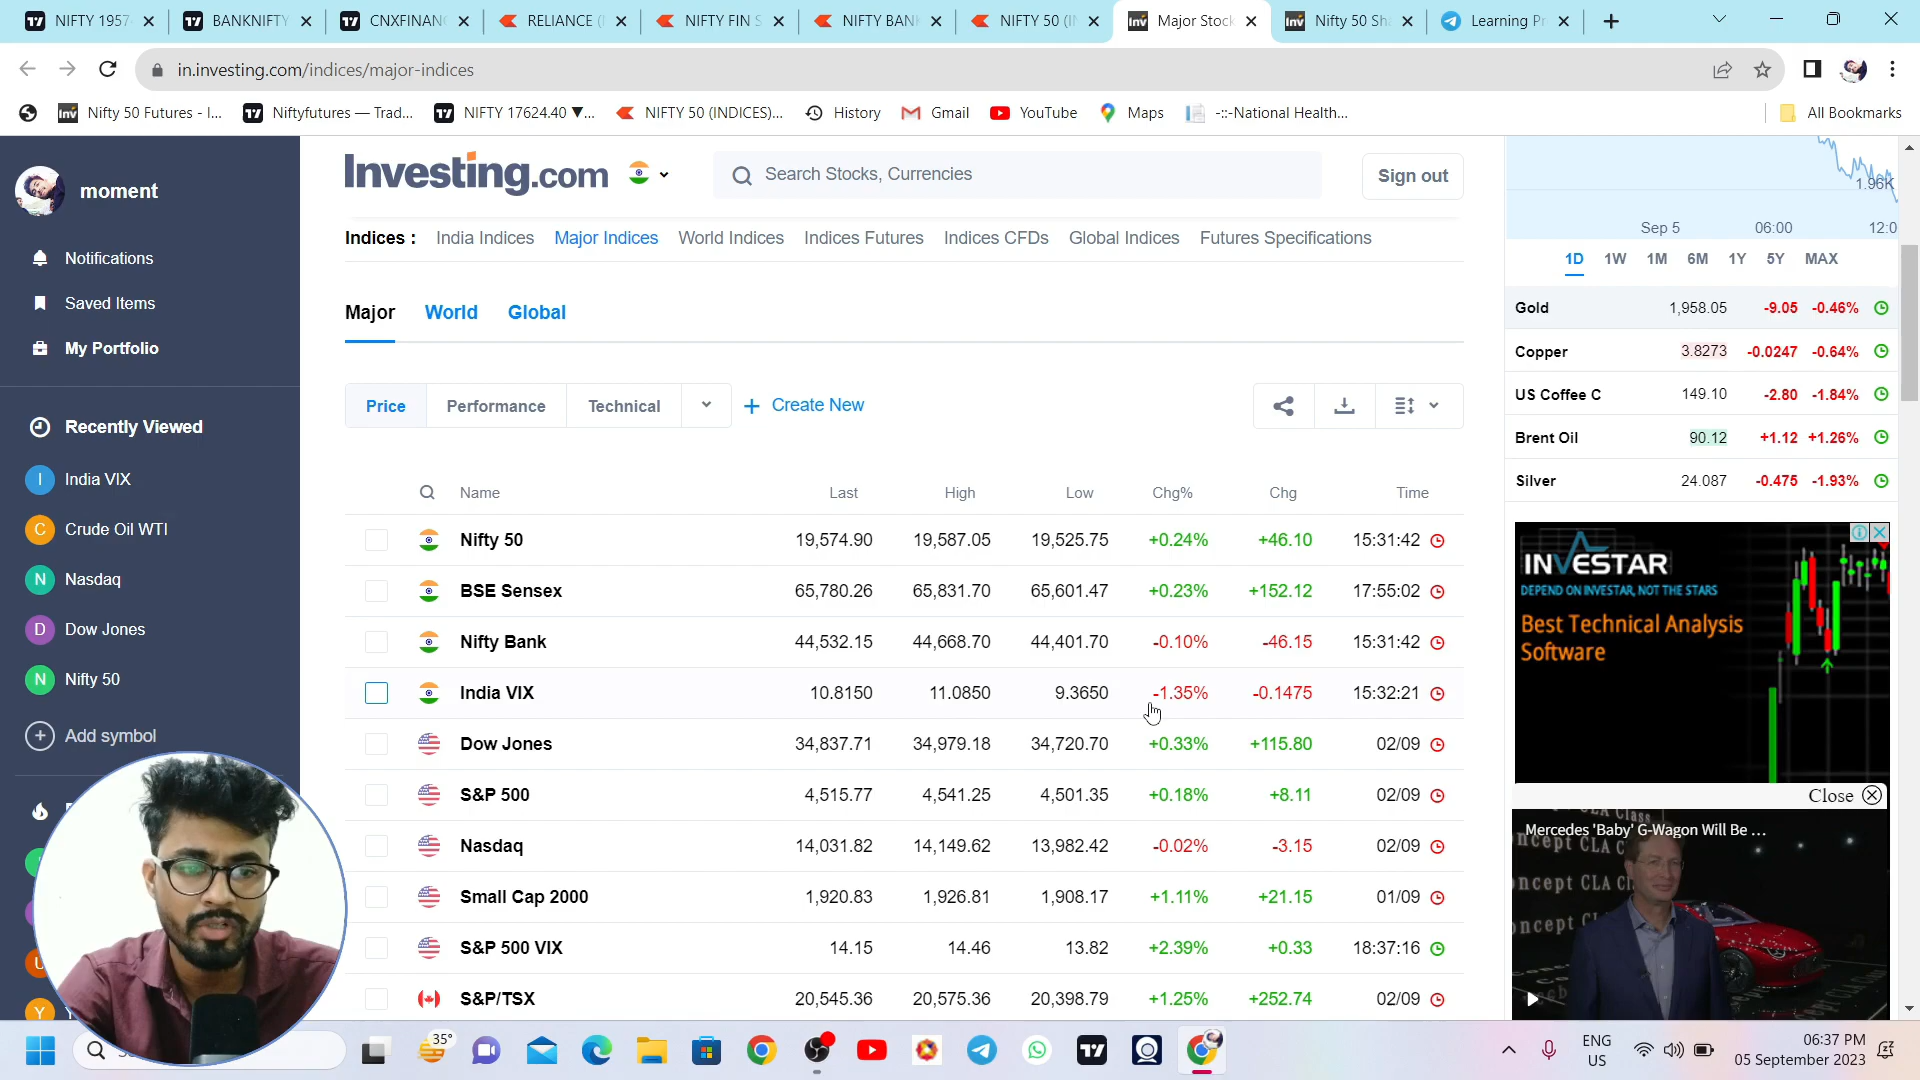 NIFTY 1957
BANKNIFTY
CNXFINAN
RELIANCE (I
NIFTY FIN S
NIFTY BANK
NIFTY 50 (IN
Major Stock
Nifty 50 Sha
Learning Pr
in.investing.com/indices/major-indices
Nifty 50 Futures - I...
Niftyfutures — Trad...
NIFTY 17624.40 ▼...
NIFTY 50 (INDICES)...
History
Gmail
YouTube
Maps
-::-National Health...
All Bookmarks
moment
Notifications
Saved Items
My Portfolio
Recently Viewed
I India VIX
C Crude Oil WTI
N Nasdaq
D Dow Jones
N Nifty 50
Add symbol
Investing.com
Search Stocks, Currencies
Sign out
Indices : India Indices Major Indices World Indices Indices Futures Indices CFDs Global Indices Futures Specifications
Major World Global
Price Performance Technical + Create New
Name Last High Low Chg% Chg Time
Nifty 50 19,574.90 19,587.05 19,525.75 +0.24% +46.10 15:31:42
BSE Sensex 65,780.26 65,831.70 65,601.47 +0.23% +152.12 17:55:02
Nifty Bank 44,532.15 44,668.70 44,401.70 -0.10% -46.15 15:31:42
India VIX 10.8150 11.0850 9.3650 -1.35% -0.1475 15:32:21
Dow Jones 34,837.71 34,979.18 34,720.70 +0.33% +115.80 02/09
S&P 500 4,515.77 4,541.25 4,501.35 +0.18% +8.11 02/09
Nasdaq 14,031.82 14,149.62 13,982.42 -0.02% -3.15 02/09
Small Cap 2000 1,920.83 1,926.81 1,908.17 +1.11% +21.15 01/09
S&P 500 VIX 14.15 14.46 13.82 +2.39% +0.33 18:37:16
S&P/TSX 20,545.36 20,575.36 20,398.79 +1.25% +252.74 02/09
1.96K
Sep 5 06:00 12:0
1D 1W 1M 6M 1Y 5Y MAX
Gold 1,958.05 -9.05 -0.46%
Copper 3.8273 -0.0247 -0.64%
US Coffee C 149.10 -2.80 -1.84%
Brent Oil 90.12 +1.12 +1.26%
Silver 24.087 -0.475 -1.93%
INVESTAR
DEPEND ON INVESTAR, NOT THE STARS
Best Technical Analysis
Software
Close
Mercedes 'Baby' G-Wagon Will Be ...
35°
ENG
US
06:37 PM
05 September 2023